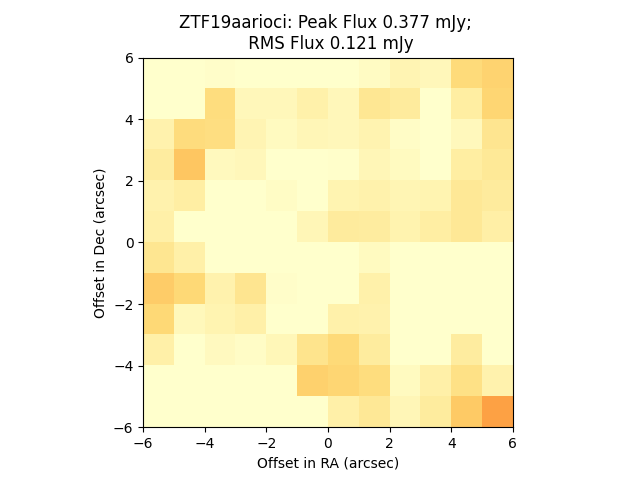 ZTF19aarioci: Peak Flux 0.377 mJy;
RMS Flux 0.121 mJy
6
4
2
0
−2
−4
−6
Offset in Dec (arcsec)
−6 −4 −2 0 2 4 6
Offset in RA (arcsec)